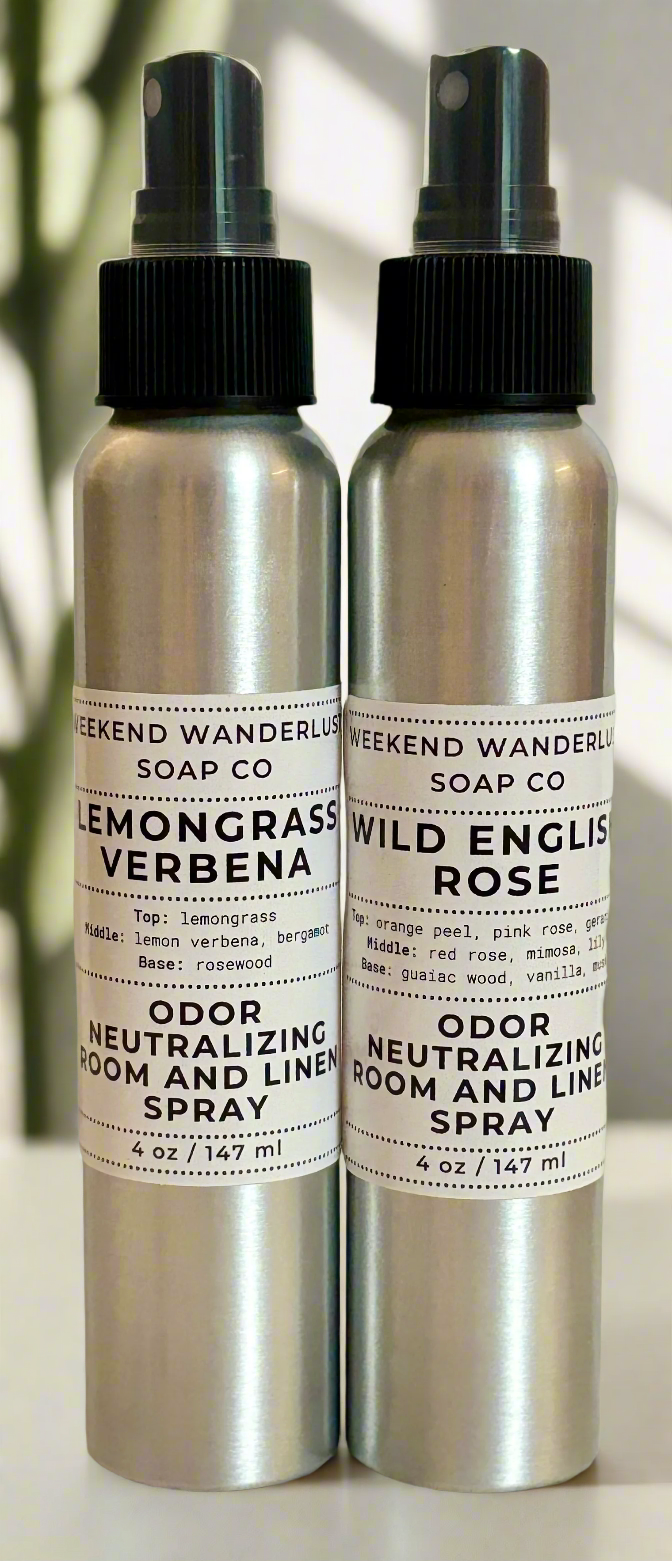 WEEKEND WANDERLUST
SOAP CO
LEMONGRASS
VERBENA
Top: lemongrass
Middle: lemon verbena, bergamot
Base: rosewood
ODOR
NEUTRALIZING
ROOM AND LINEN
SPRAY
4 oz / 147 ml
WEEKEND WANDERLU
SOAP CO
WILD ENGLIS
ROSE
Top: orange peel, pink rose,
Middle: red rose, mimosa, lily
Base: guaiac wood, vanilla,
ODOR
NEUTRALIZING
ROOM AND LINEN
SPRAY
4 oz / 147 ml